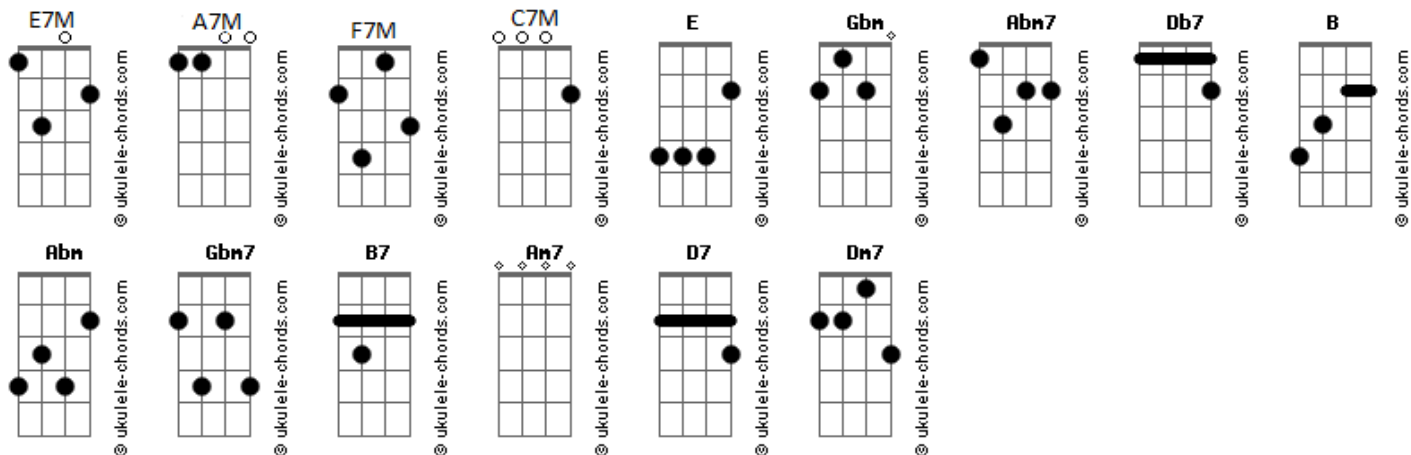 E7M A7M F7M C7M E Gbm Abm7 Db7 B
© ukulele-chords.com © ukulele-chords.com © ukulele-chords.com © ukulele-chords.com © ukulele-chords.com © ukulele-chords.com © ukulele-chords.com © ukulele-chords.com © ukulele-chords.com
Abm Gbm7 B7 Am7 D7 Dm7
© ukulele-chords.com © ukulele-chords.com © ukulele-chords.com © ukulele-chords.com © ukulele-chords.com © ukulele-chords.com